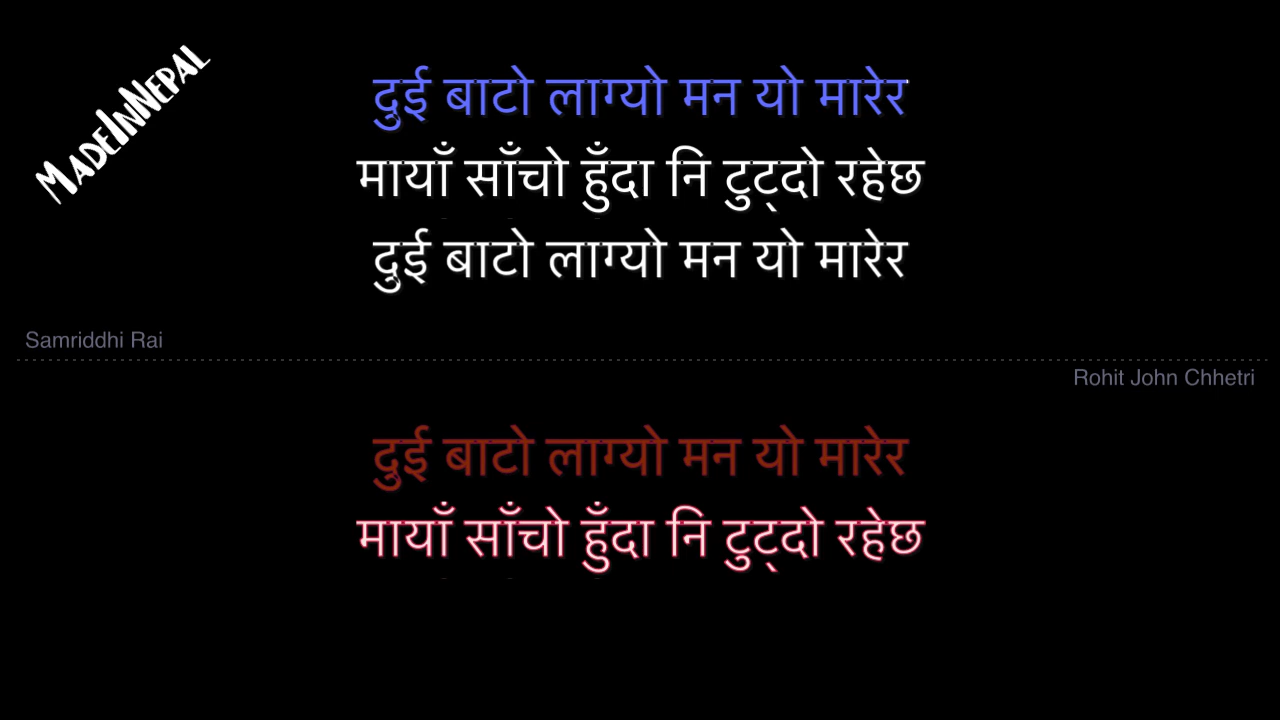 MadeInNepal
दुई बाटो लाग्यो मन यो मारेर
मायाँ साँचो हुँदा नि टुट्दो रहेछ
दुई बाटो लाग्यो मन यो मारेर
Samriddhi Rai
Rohit John Chhetri
दुई बाटो लाग्यो मन यो मारेर
मायाँ साँचो हुँदा नि टुट्दो रहेछ